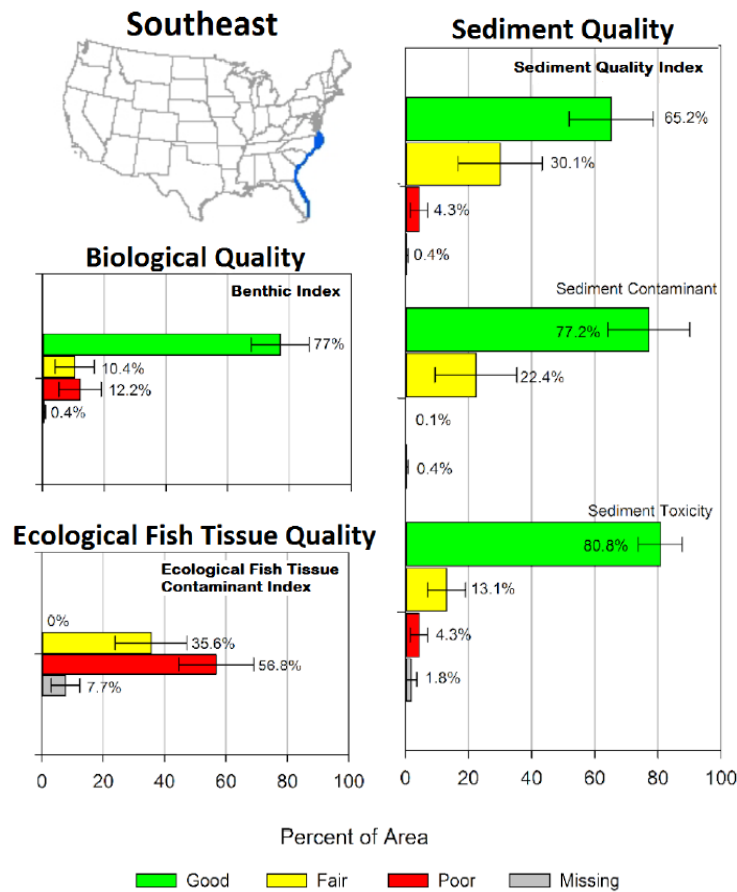 Southeast
Biological Quality
Benthic Index
77%
10.4%
12.2%
0.4%
Ecological Fish Tissue Quality
Ecological Fish Tissue
Contaminant Index
0%
35.6%
56.8%
7.7%
0 20 40 60 80 100
Sediment Quality
Sediment Quality Index
65.2%
30.1%
4.3%
0.4%
Sediment Contaminant
77.2%
22.4%
0.1%
0.4%
Sediment Toxicity
80.8%
13.1%
4.3%
1.8%
0 20 40 60 80 100
Percent of Area
Good Fair Poor Missing